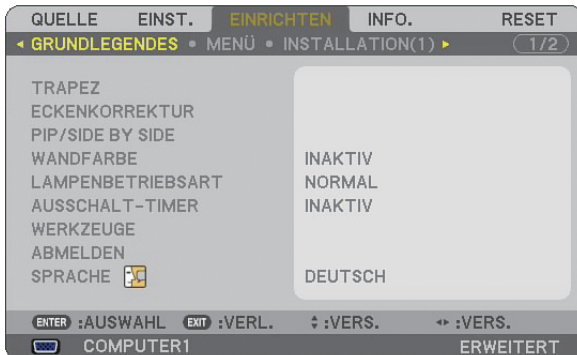 QUELLE EINST. EINRICHTEN INFO. RESET
GRUNDLEGENDES • MENÜ • INSTALLATION(1) 1/2
TRAPEZ
ECKENKORREKTUR
PIP/SIDE BY SIDE
WANDFARBE INAKTIV
LAMPENBETRIEBSART NORMAL
AUSSCHALT-TIMER INAKTIV
WERKZEUGE
ABMELDEN
SPRACHE DEUTSCH
ENTER :AUSWAHL EXIT :VERL. :VERS. :VERS.
COMPUTER1 ERWEITERT